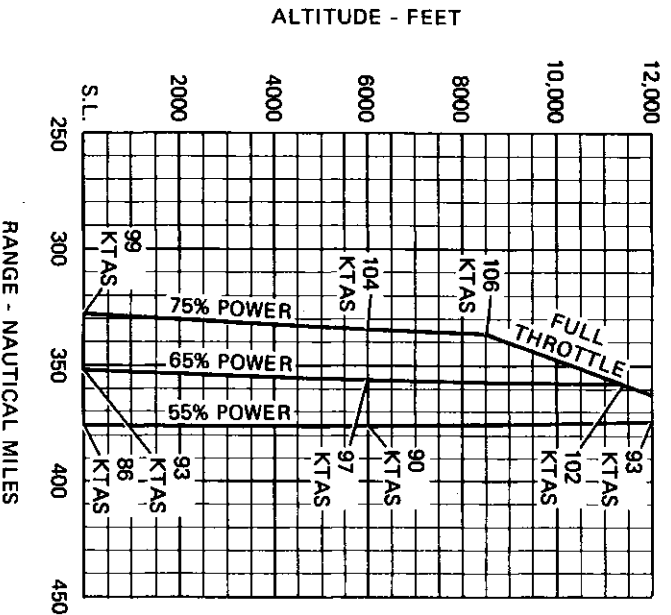 ALTITUDE - FEET
12,000
10,000
8000
6000
4000
2000
S.L.
250
300
350
400
450
RANGE - NAUTICAL MILES
99
KTAS
104
KTAS
106
KTAS
FULL
THROTTLE
75% POWER
65% POWER
55% POWER
86
KTAS
93
KTAS
97
KTAS
90
KTAS
102
KTAS
93
KTAS